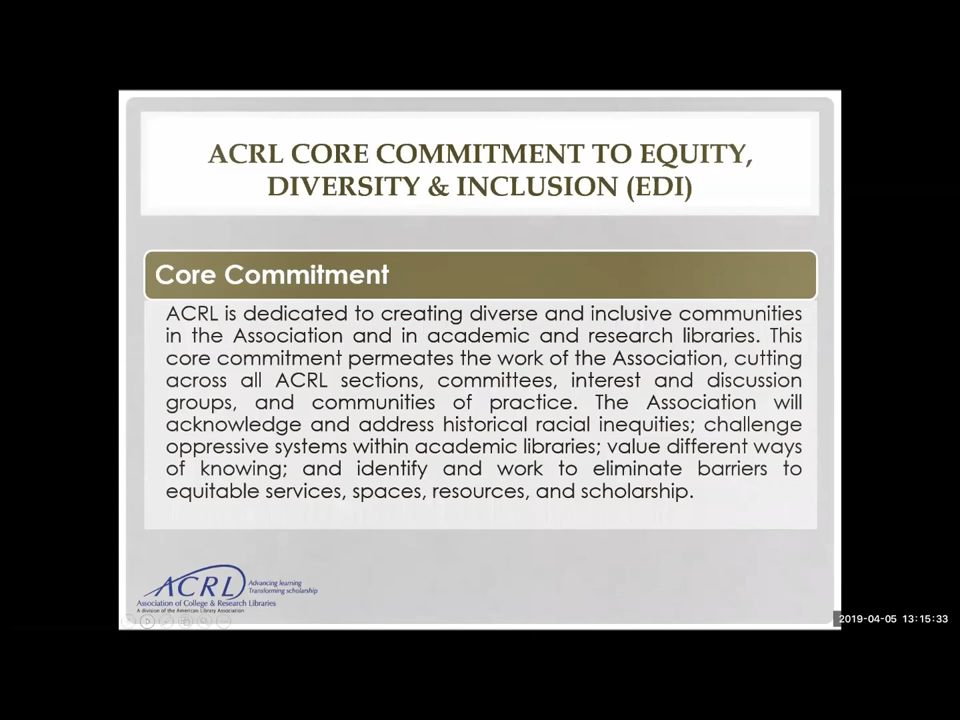 ACRL CORE COMMITMENT TO EQUITY,
DIVERSITY & INCLUSION (EDI)
Core Commitment
ACRL is dedicated to creating diverse and inclusive communities
in the Association and in academic and research libraries. This
core commitment permeates the work of the Association, cutting
across all ACRL sections, committees, interest and discussion
groups, and communities of practice. The Association will
acknowledge and address historical racial inequities; challenge
oppressive systems within academic libraries; value different ways
of knowing; and identify and work to eliminate barriers to
equitable services, spaces, resources, and scholarship.
ACRL
Advancing learning
Transforming scholarship
Association of College & Research Libraries
A division of the American Library Association
2019-04-05 13:15:33